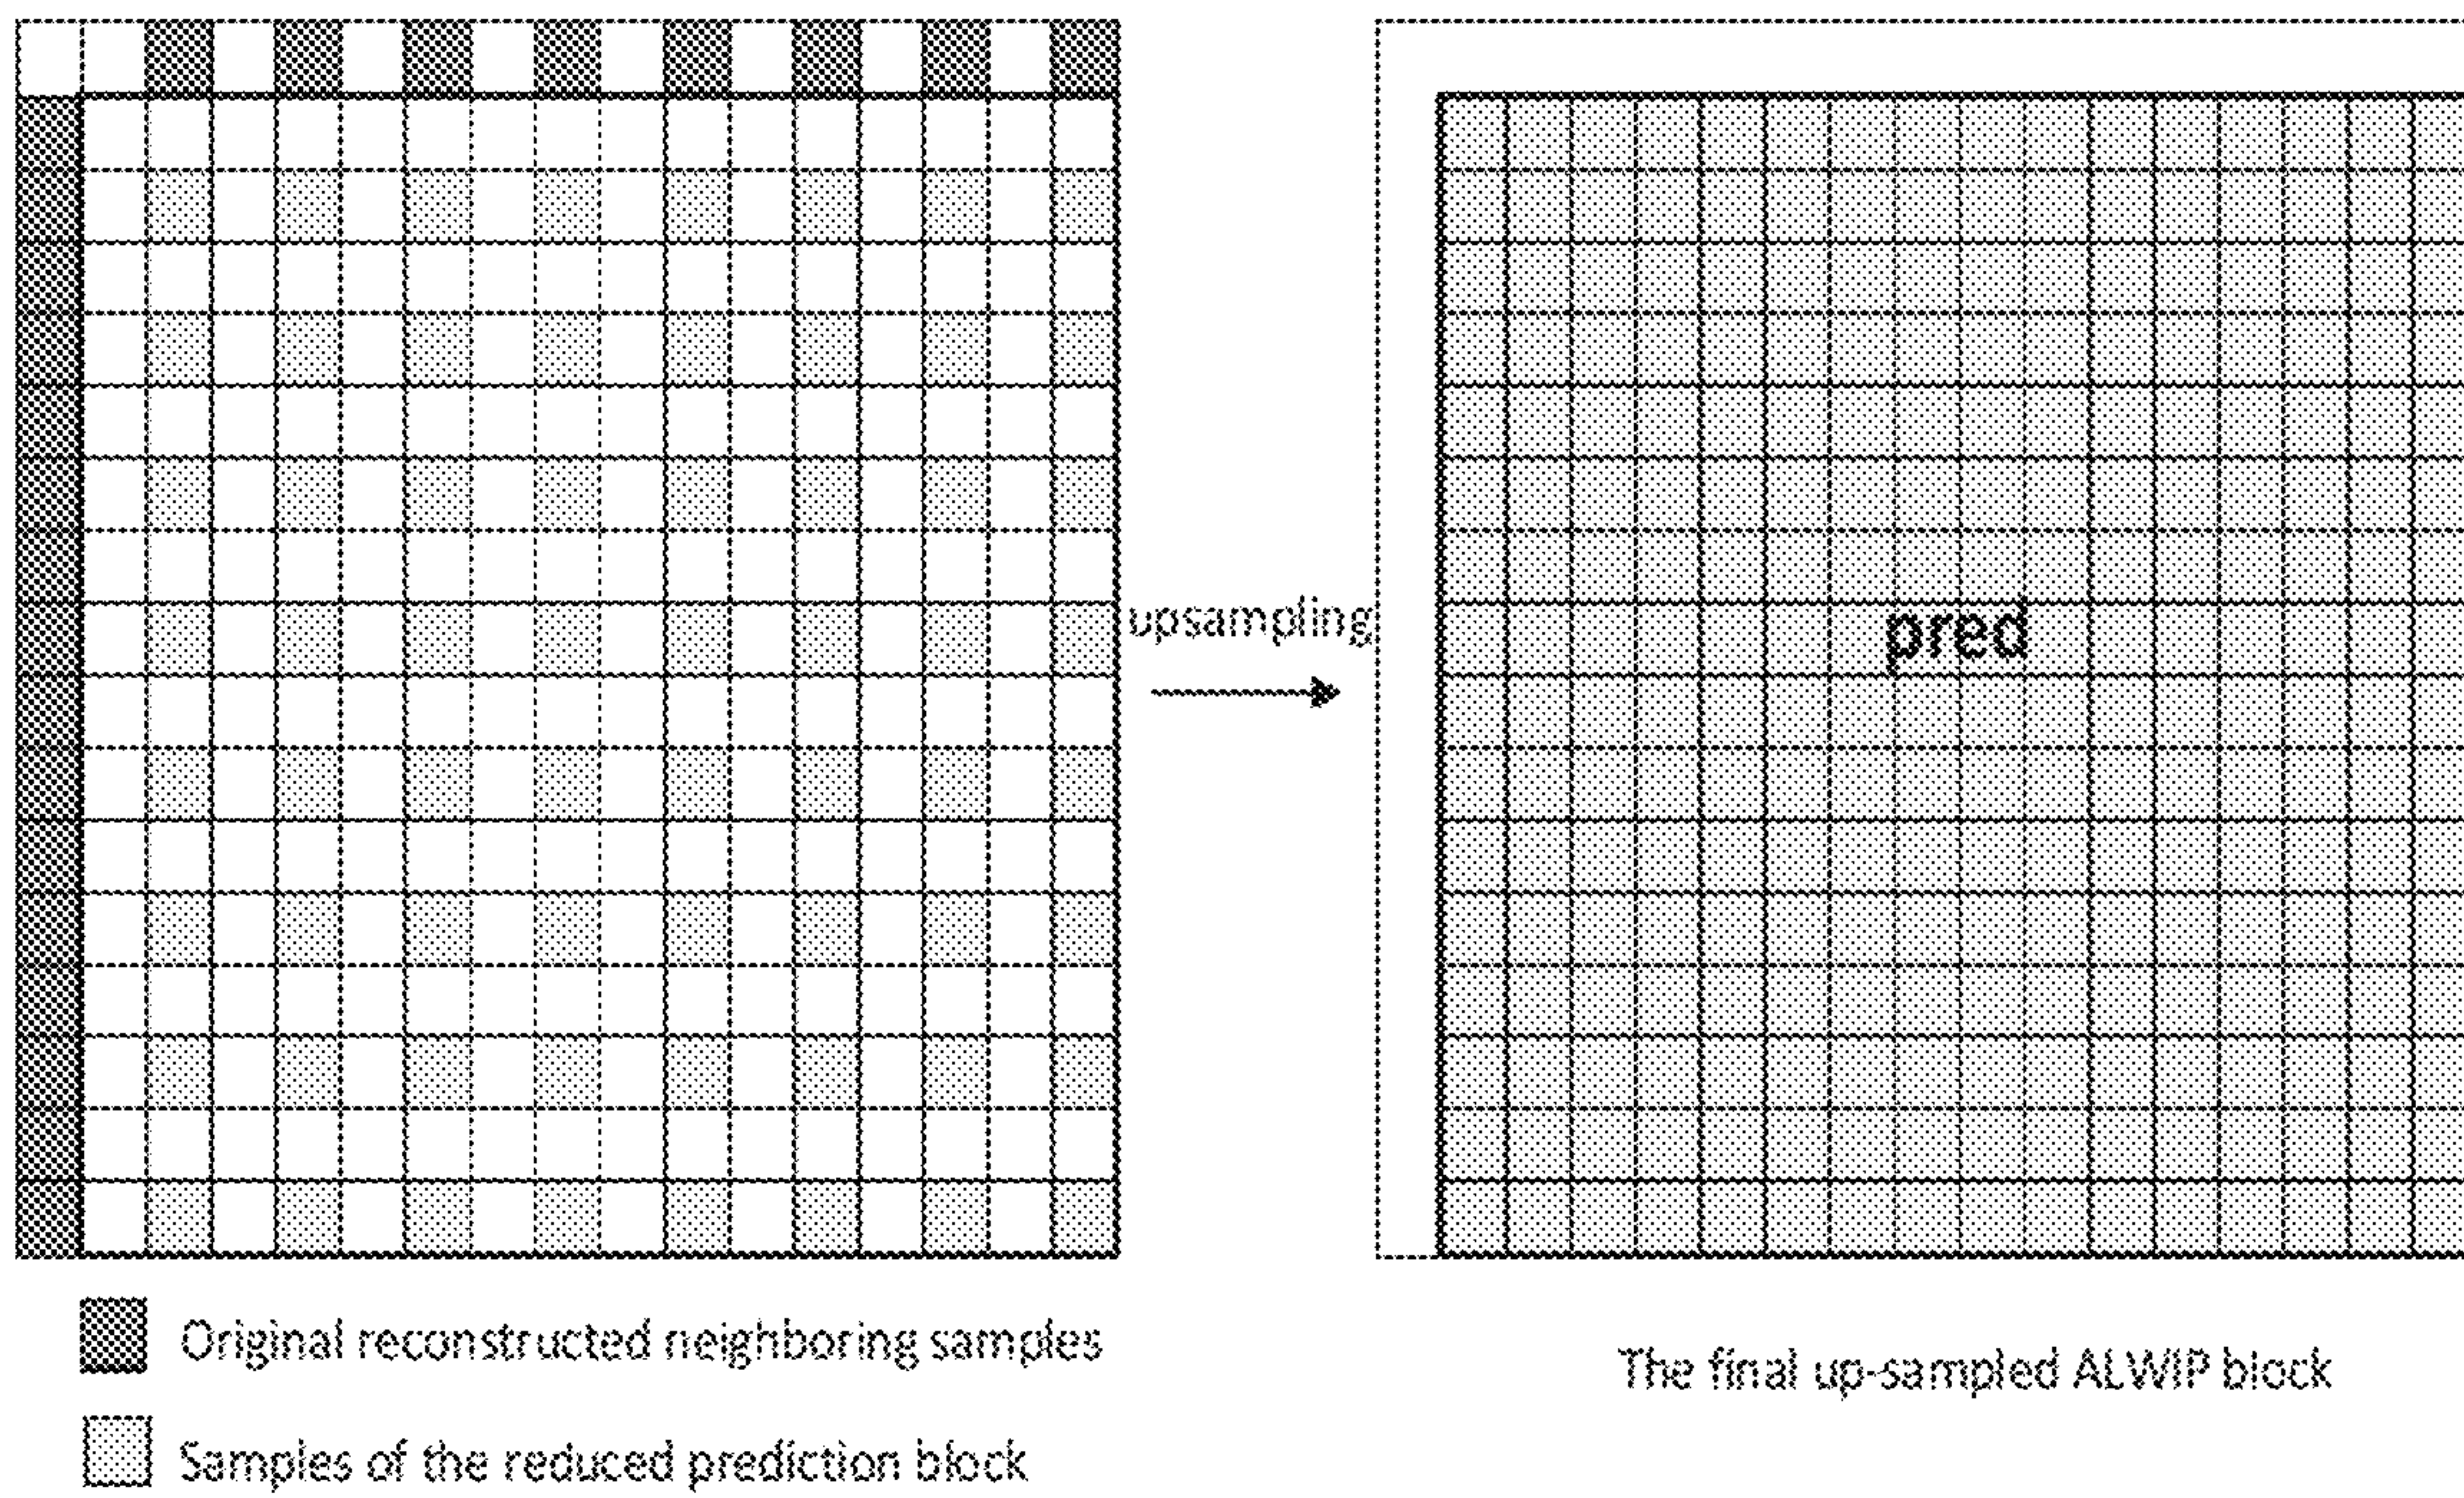 upsampling
pred
Original reconstructed neighboring samples
The final up-sampled ALWIP block
Samples of the reduced prediction block